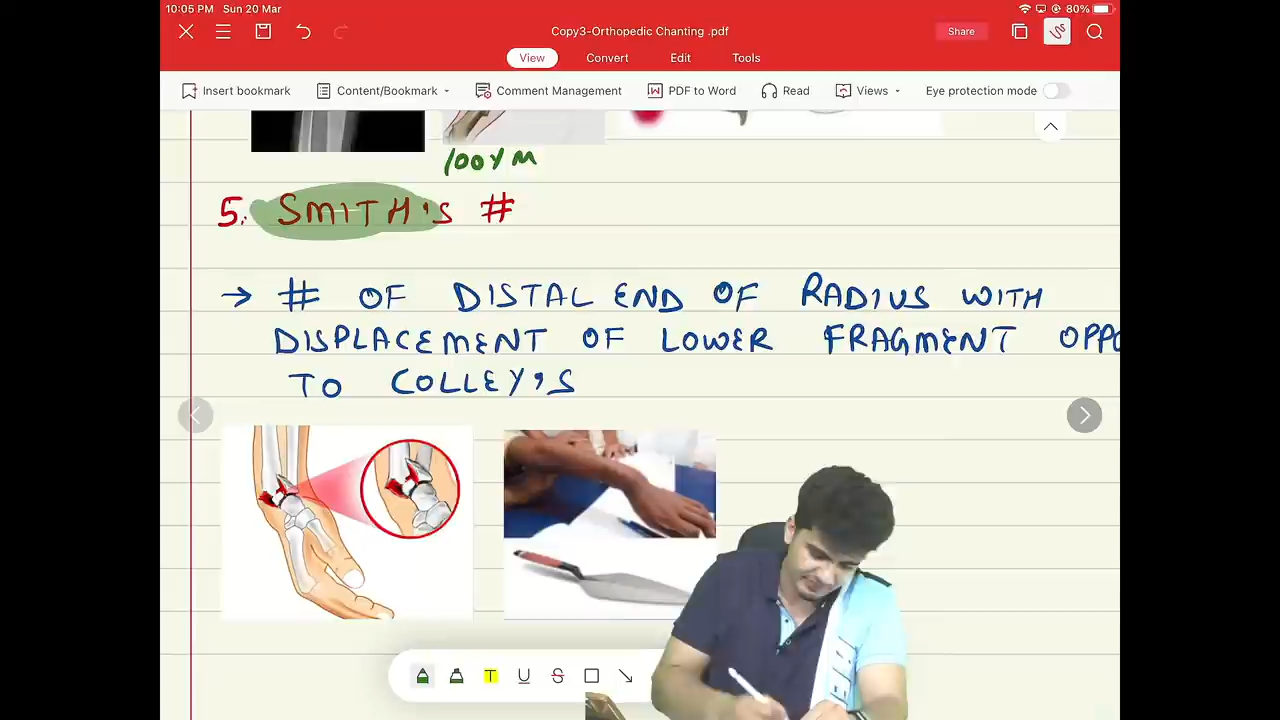 10:05 PM Sun 20 Mar 80%
Copy3-Orthopedic Chanting .pdf
Share
View Convert Edit Tools
Insert bookmark Content/Bookmark Comment Management PDF to Word Read Views Eye protection mode
100Y M
5. SMITH'S #
→ # OF DISTAL END OF RADIUS WITH
DISPLACEMENT OF LOWER FRAGMENT OPPO
TO COLLEY'S
T U S